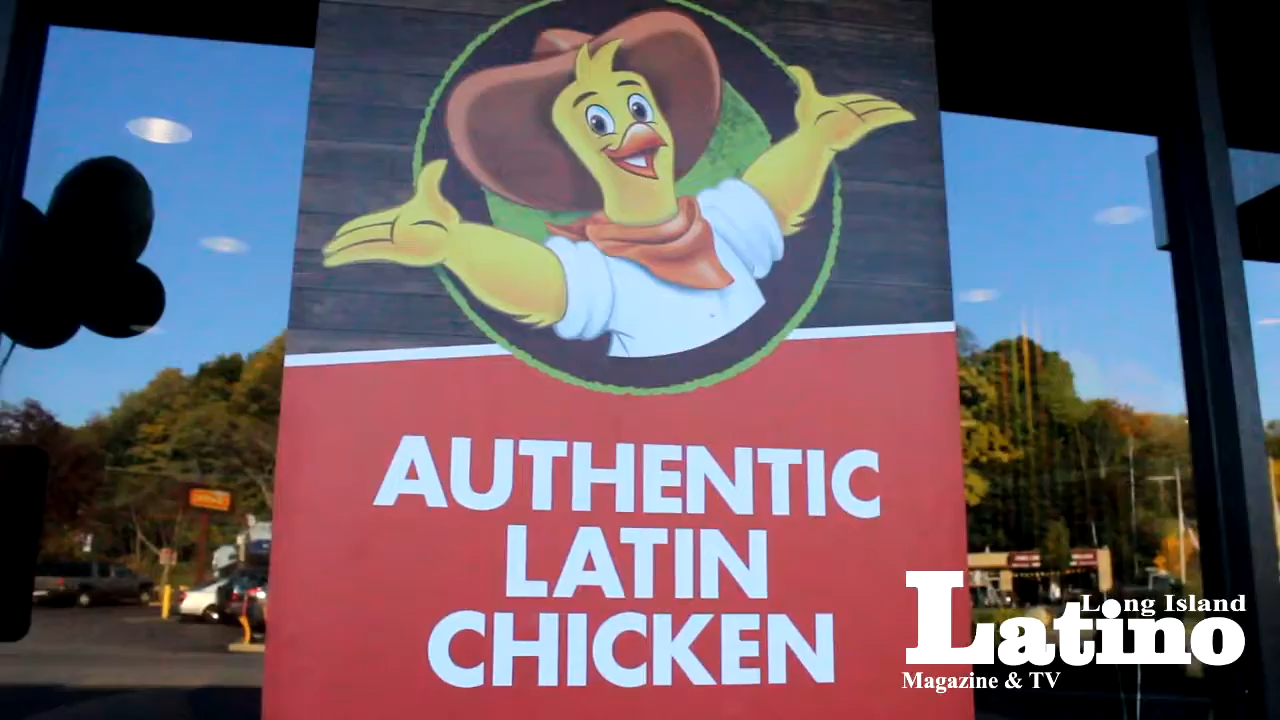 AUTHENTIC
LATIN
CHICKEN
Long Island
Latino
Magazine & TV